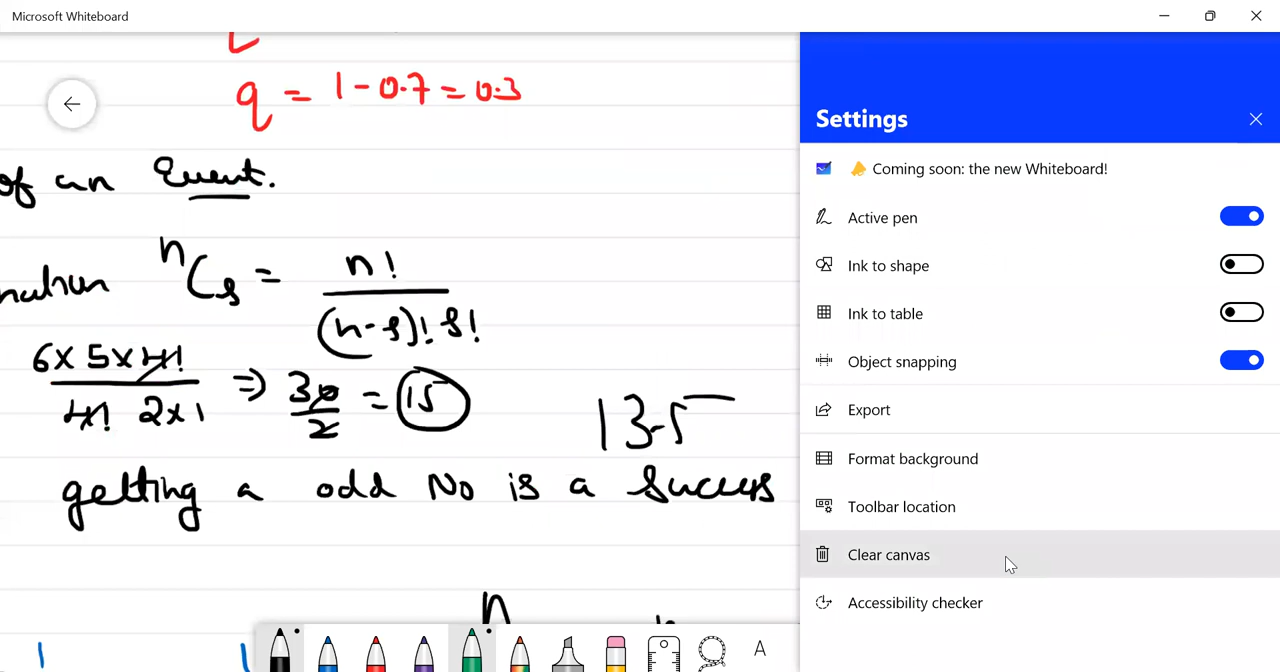 Microsoft Whiteboard
q = 1 - 0.7 = 0.3
of an Event.
nCs = n! / (n-s)! s!
6 x 5 x 4! / 4! 2 x 1 => 30/2 = 15
1 3 5
getting a odd No is a Success
n
Settings
Coming soon: the new Whiteboard!
Active pen
Ink to shape
Ink to table
Object snapping
Export
Format background
Toolbar location
Clear canvas
Accessibility checker
A